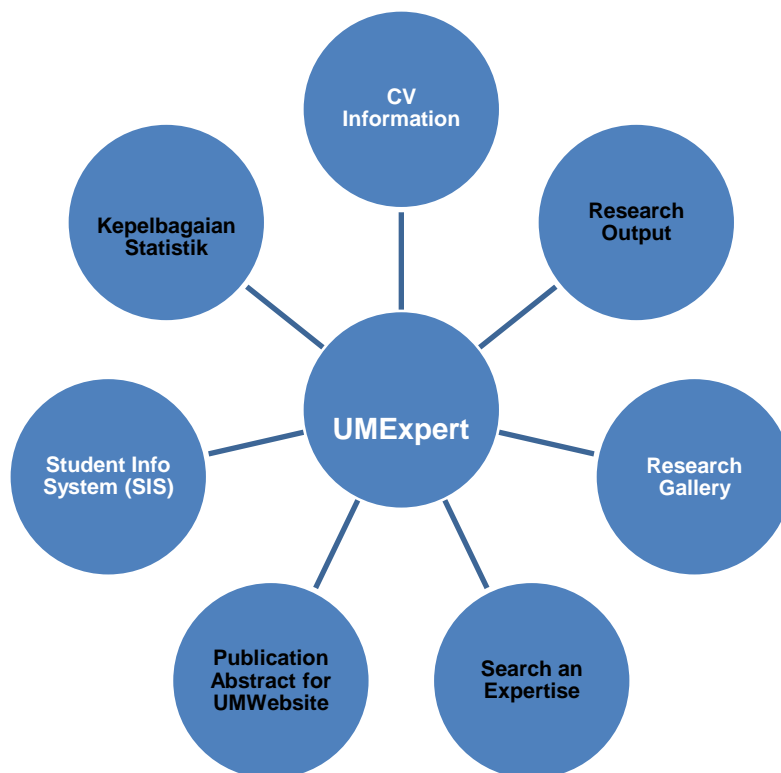 CV
Information
Kepelbagaian
Statistik
Research
Output
UMExpert
Student Info
System (SIS)
Research
Gallery
Publication
Abstract for
UMWebsite
Search an
Expertise